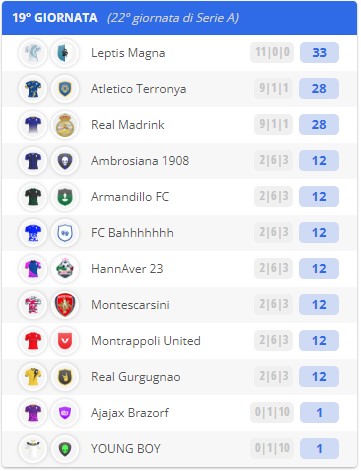 19° GIORNATA (22° giornata di Serie A)
Leptis Magna 11|0|0 33
Atletico Terronya 9|1|1 28
Real Madrink 9|1|1 28
Ambrosiana 1908 2|6|3 12
Armandillo FC 2|6|3 12
FC Bahhhhhhh 2|6|3 12
HannAver 23 2|6|3 12
Montescarsini 2|6|3 12
Montrappoli United 2|6|3 12
Real Gurgugnao 2|6|3 12
Ajajax Brazorf 0|1|10 1
YOUNG BOY 0|1|10 1